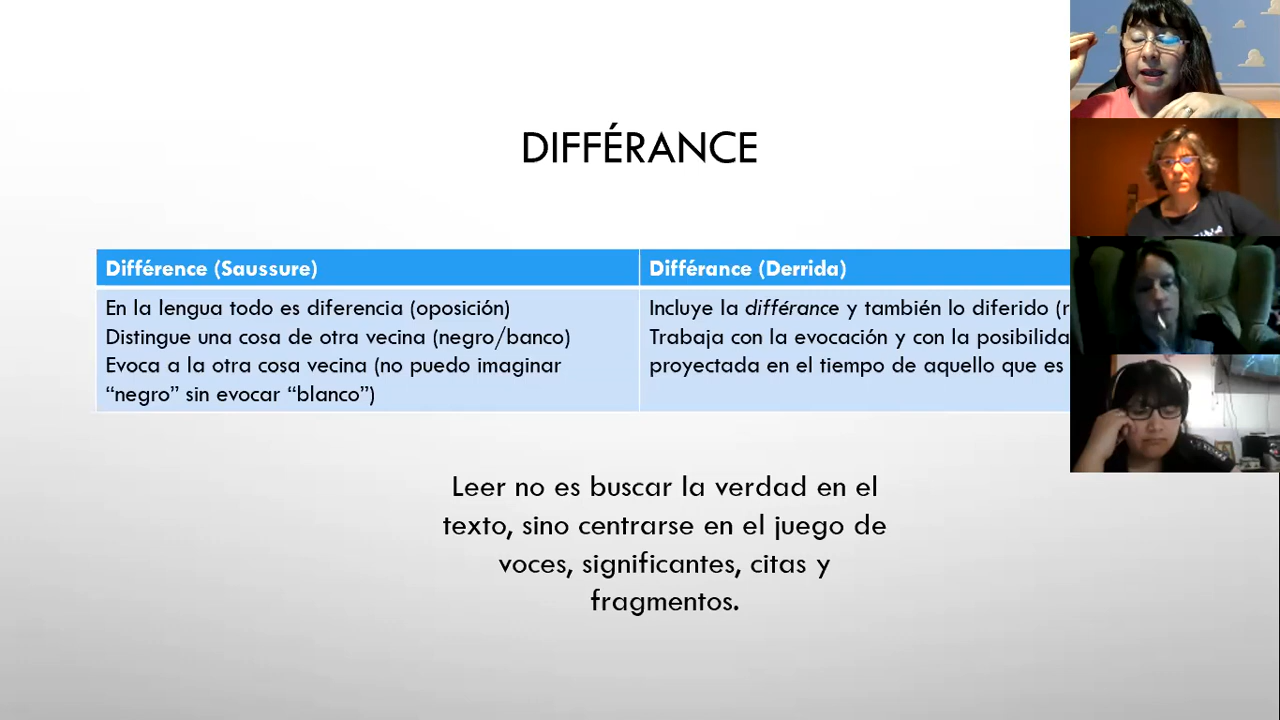 DIFFÉRANCE
Différence (Saussure)
Différance (Derrida)
En la lengua todo es diferencia (oposición)
Distingue una cosa de otra vecina (negro/banco)
Evoca a la otra cosa vecina (no puedo imaginar
“negro” sin evocar “blanco”)
Incluye la différance y también lo diferido (
Trabaja con la evocación y con la
proyectada en el tiempo de aquello que es
Leer no es buscar la verdad en el
texto, sino centrarse en el juego de
voces, significantes, citas y
fragmentos.